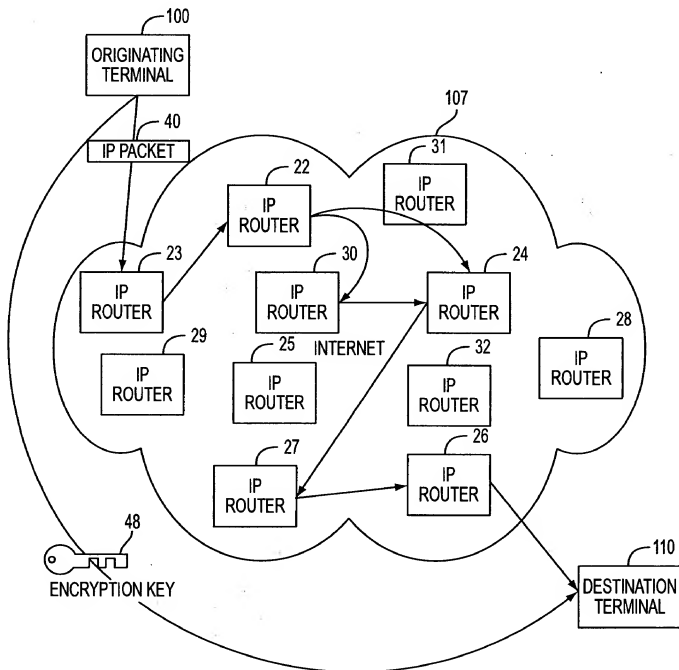 100
ORIGINATING
TERMINAL
40
IP PACKET
107
31
IP
ROUTER
22
IP
ROUTER
23
IP
ROUTER
30
IP
ROUTER
24
IP
ROUTER
29
IP
ROUTER
25
IP
ROUTER
INTERNET
32
IP
ROUTER
28
IP
ROUTER
27
IP
ROUTER
26
IP
ROUTER
48
ENCRYPTION KEY
110
DESTINATION
TERMINAL